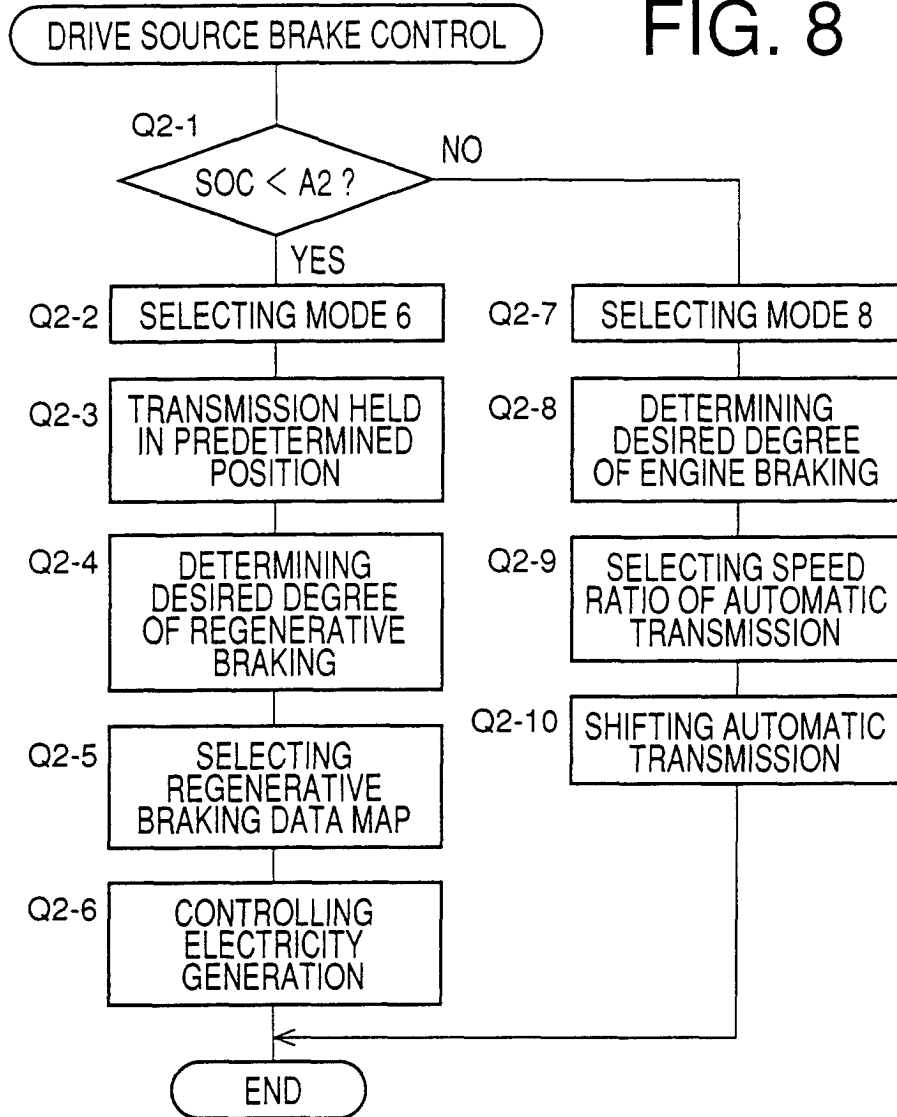 FIG. 8
DRIVE SOURCE BRAKE CONTROL
Q2-1
SOC < A2 ?
NO
YES
Q2-2
SELECTING MODE 6
Q2-3
TRANSMISSION HELD
IN PREDETERMINED
POSITION
Q2-4
DETERMINING
DESIRED DEGREE
OF REGENERATIVE
BRAKING
Q2-5
SELECTING
REGENERATIVE
BRAKING DATA MAP
Q2-6
CONTROLLING
ELECTRICITY
GENERATION
Q2-7
SELECTING MODE 8
Q2-8
DETERMINING
DESIRED DEGREE
OF ENGINE BRAKING
Q2-9
SELECTING SPEED
RATIO OF AUTOMATIC
TRANSMISSION
Q2-10
SHIFTING AUTOMATIC
TRANSMISSION
END